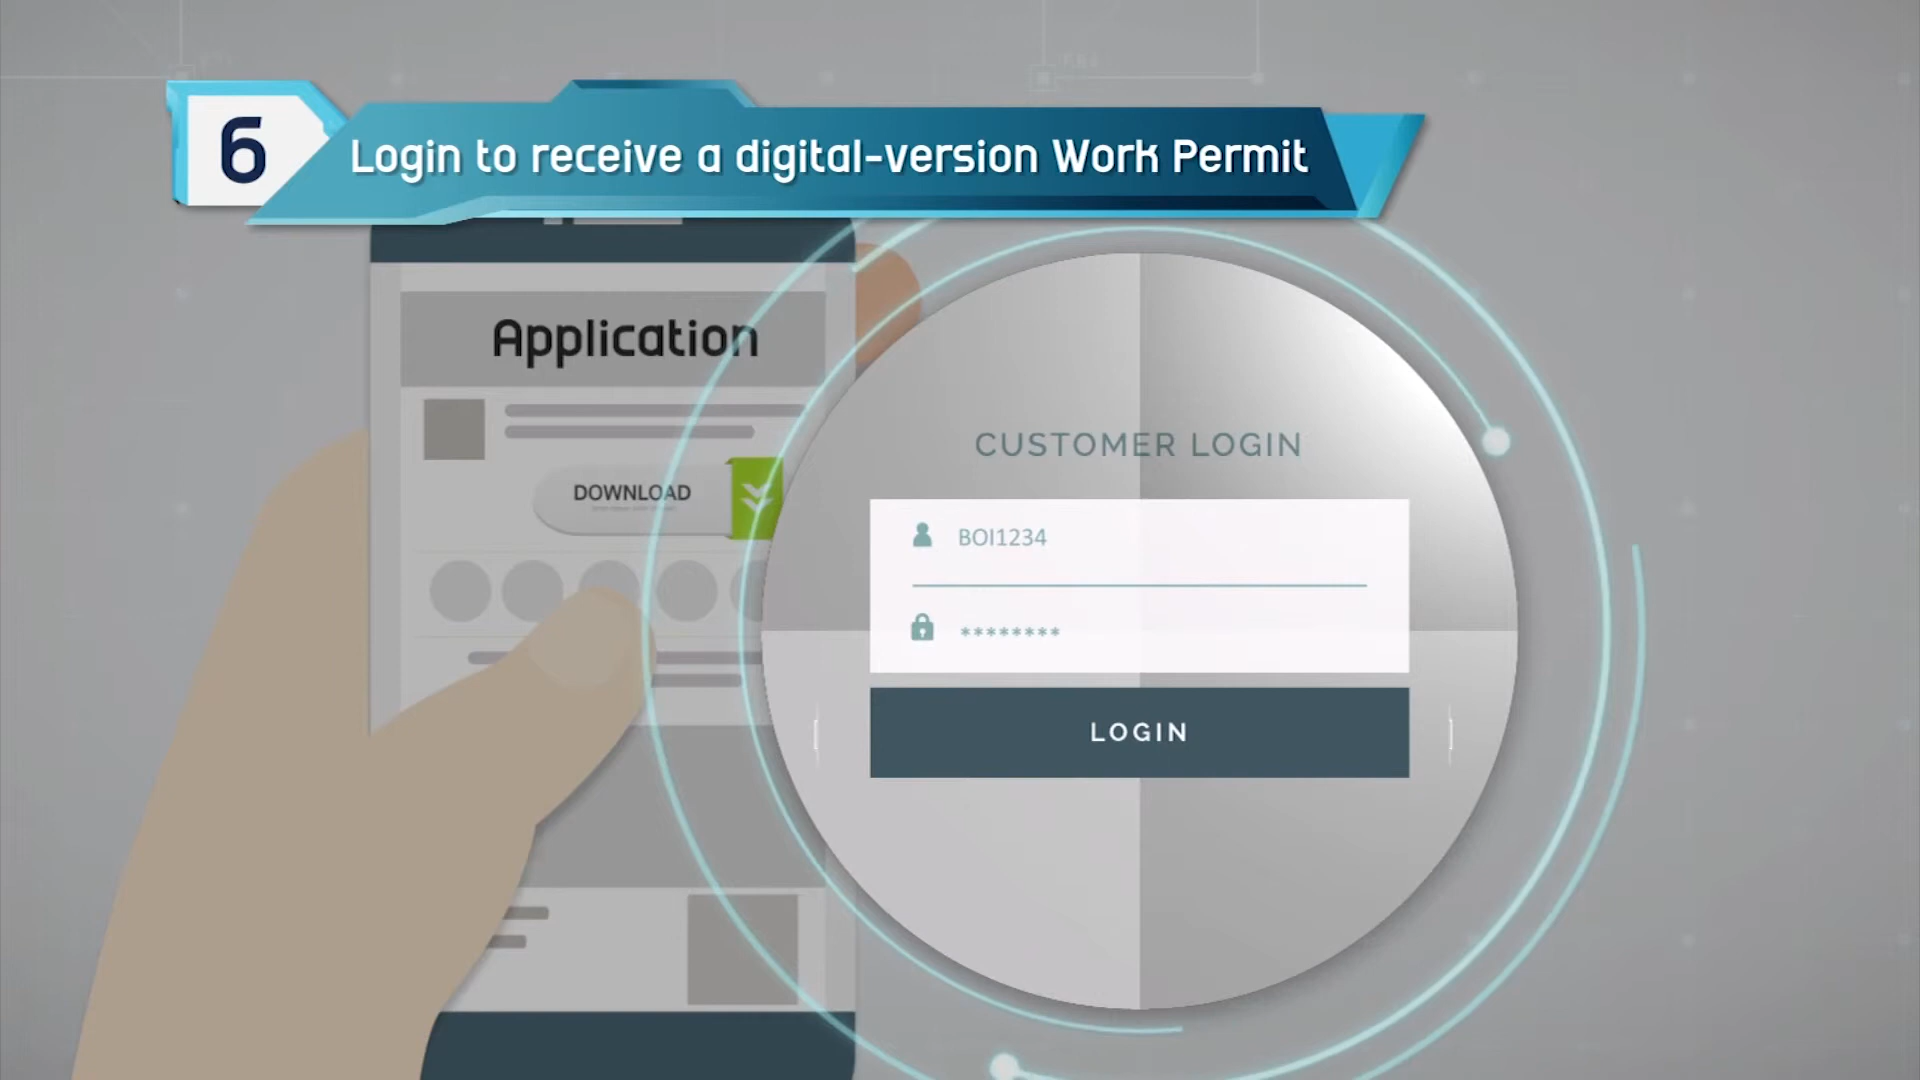 6
Login to receive a digital-version Work Permit
Application
DOWNLOAD
CUSTOMER LOGIN
BOI1234
********
LOGIN